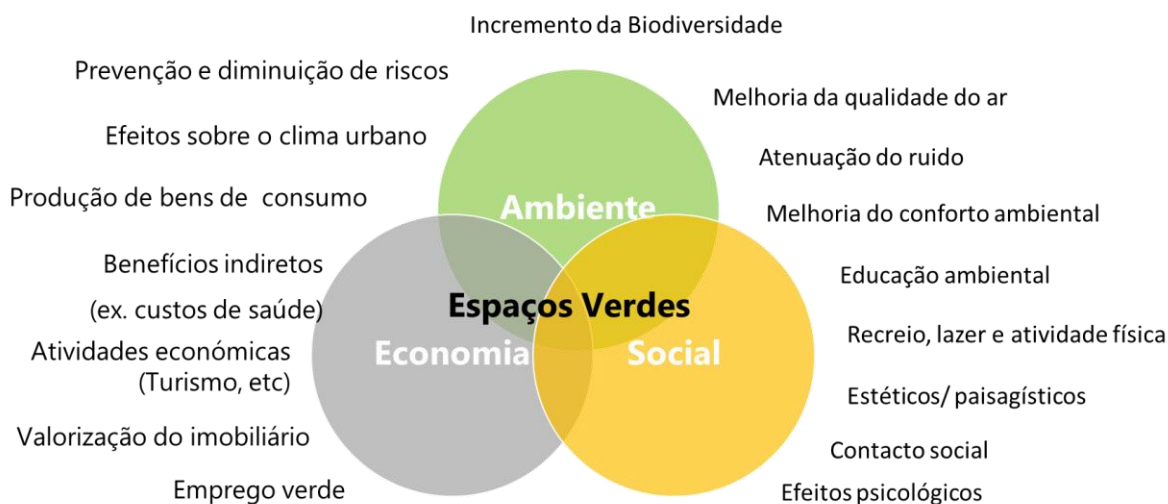 Incremento da Biodiversidade
Prevenção e diminuição de riscos
Melhoria da qualidade do ar
Efeitos sobre o clima urbano
Atenuação do ruido
Produção de bens de consumo
Ambiente
Melhoria do conforto ambiental
Benefícios indiretos
Educação ambiental
(ex. custos de saúde)
Espaços Verdes
Recreio, lazer e atividade física
Atividades económicas
(Turismo, etc)
Economia
Social
Estéticos/ paisagísticos
Valorização do imobiliário
Contacto social
Emprego verde
Efeitos psicológicos